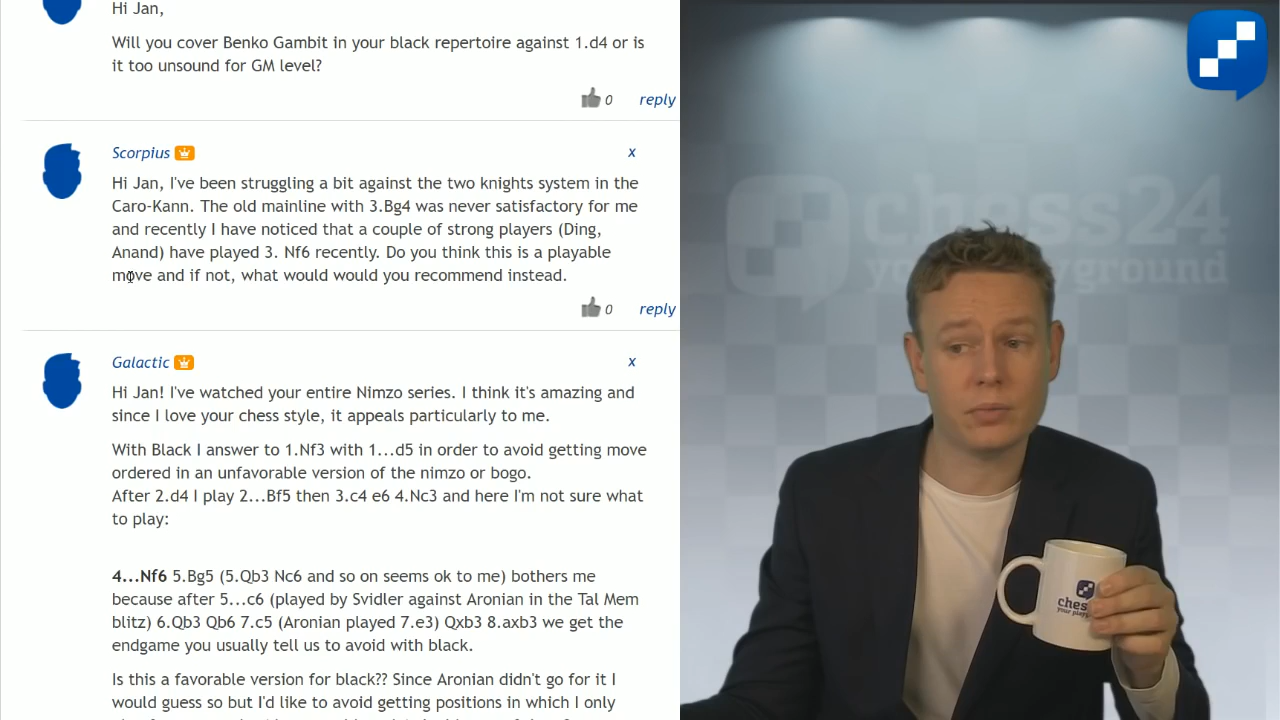 Hi Jan,
Will you cover Benko Gambit in your black repertoire against 1.d4 or is
it too unsound for GM level?
0 reply
Scorpius x
Hi Jan, I've been struggling a bit against the two knights system in the
Caro-Kann. The old mainline with 3.Bg4 was never satisfactory for me
and recently I have noticed that a couple of strong players (Ding,
Anand) have played 3. Nf6 recently. Do you think this is a playable
move and if not, what would would you recommend instead.
0 reply
Galactic x
Hi Jan! I've watched your entire Nimzo series. I think it's amazing and
since I love your chess style, it appeals particularly to me.
With Black I answer to 1.Nf3 with 1...d5 in order to avoid getting move
ordered in an unfavorable version of the nimzo or bogo.
After 2.d4 I play 2...Bf5 then 3.c4 e6 4.Nc3 and here I'm not sure what
to play:
4...Nf6 5.Bg5 (5.Qb3 Nc6 and so on seems ok to me) bothers me
because after 5...c6 (played by Svidler against Aronian in the Tal Mem
blitz) 6.Qb3 Qb6 7.c5 (Aronian played 7.e3) Qxb3 8.axb3 we get the
endgame you usually tell us to avoid with black.
Is this a favorable version for black?? Since Aronian didn't go for it I
would guess so but I'd like to avoid getting positions in which I only
chess24